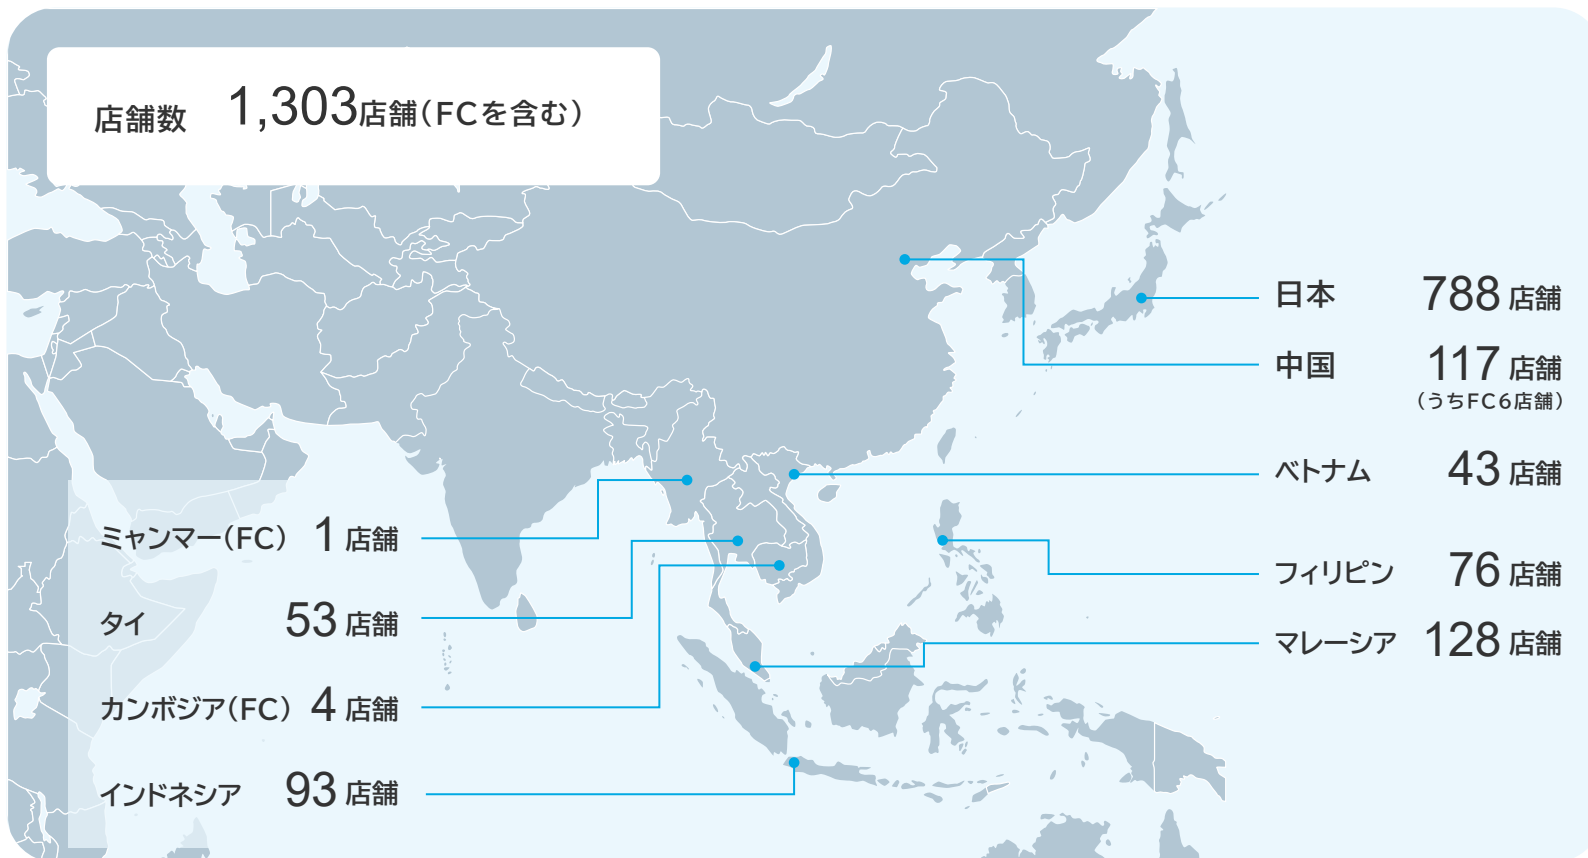 店舗数 1,303店舗(FCを含む)
日本 788 店舗
中国 117 店舗
(うちFC6店舗)
ベトナム 43 店舗
フィリピン 76 店舗
マレーシア 128 店舗
ミャンマー(FC) 1 店舗
タイ 53 店舗
カンボジア(FC) 4 店舗
インドネシア 93 店舗